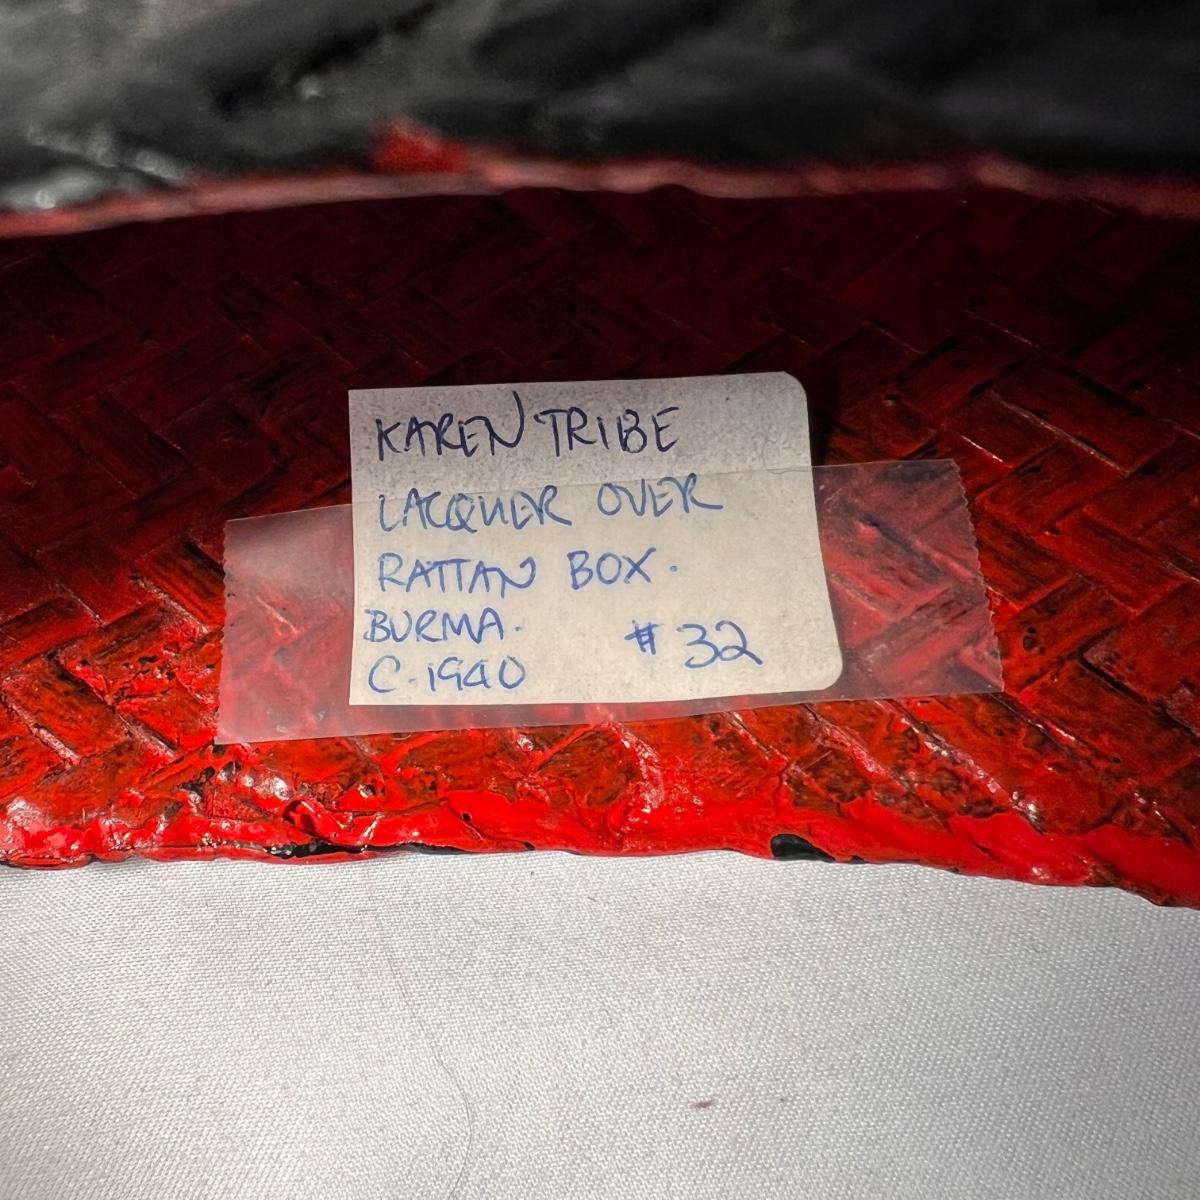 KAREN TRIBE
LACQUER OVER
RATTAN BOX.
BURMA.
C. 1940 #32